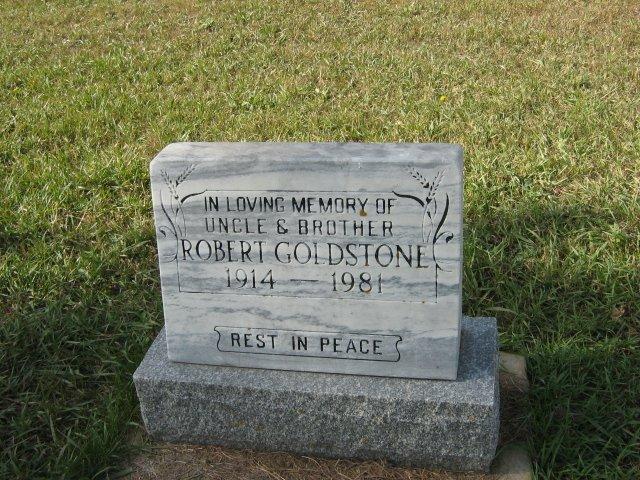 IN LOVING MEMORY OF
UNCLE & BROTHER
ROBERT GOLDSTONE
1914 — 1981
REST IN PEACE